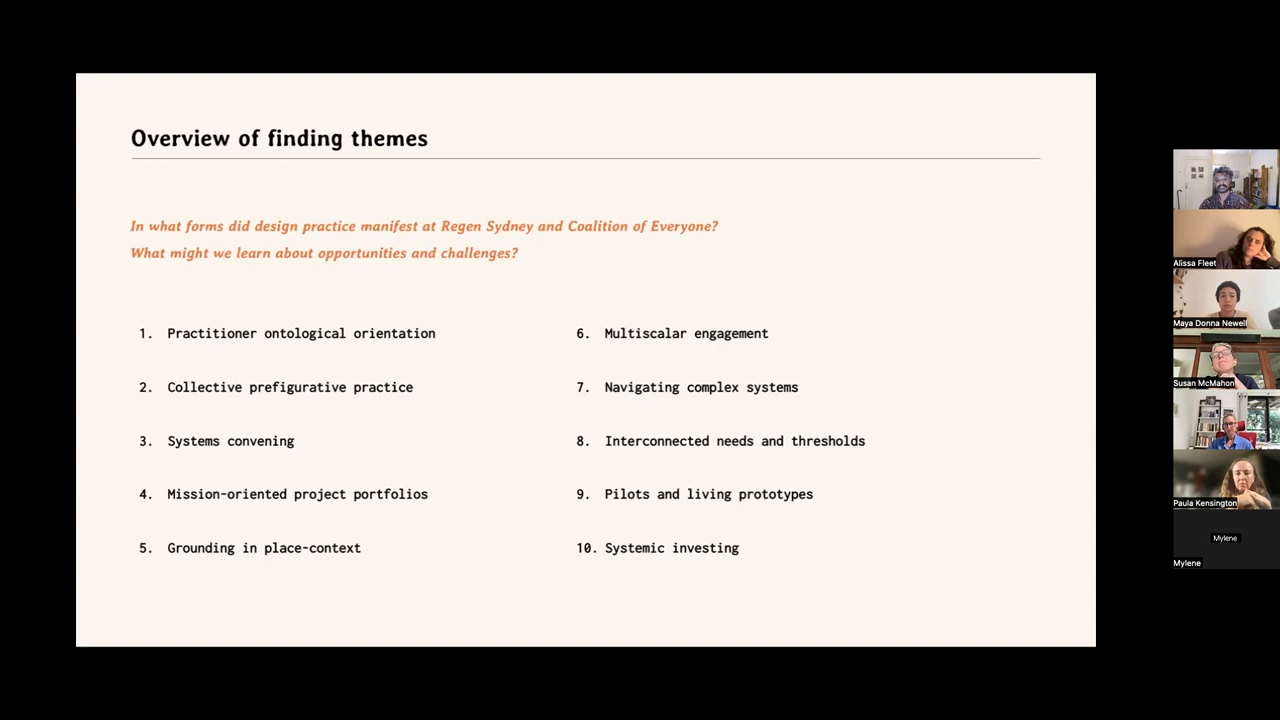 Overview of finding themes
In what forms did design practice manifest at Regen Sydney and Coalition of Everyone?
What might we learn about opportunities and challenges?
1. Practitioner ontological orientation
2. Collective prefigurative practice
3. Systems convening
4. Mission-oriented project portfolios
5. Grounding in place-context
6. Multiscalar engagement
7. Navigating complex systems
8. Interconnected needs and thresholds
9. Pilots and living prototypes
10. Systemic investing
Alissa Fleet
Maya Donna Newell
Susan McMahon
Paula Kensington
Mylene
Mylene